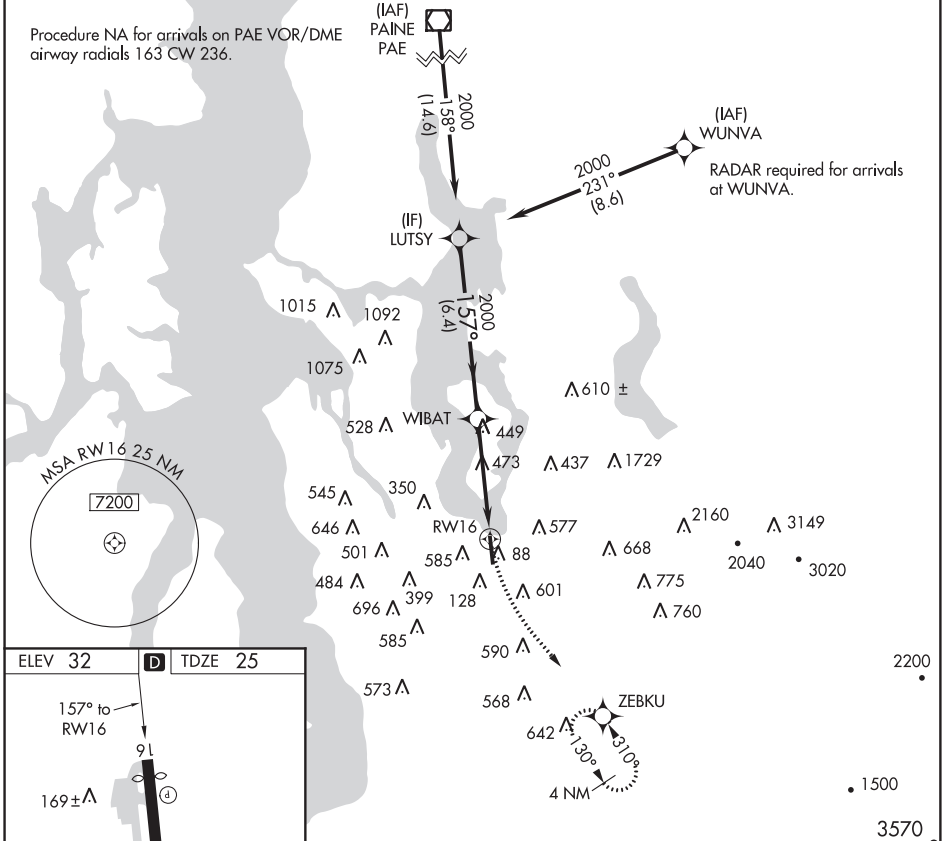 (IAF)
PAINE
PAE
Procedure NA for arrivals on PAE VOR/DME
airway radials 163 CW 236.
2000
158°
(14.6)
(IAF)
WUNVA
2000
231°
(8.6)
RADAR required for arrivals
at WUNVA.
(IF)
LUTSY
2000
157°
(6.4)
1015
1092
1075
610 ±
528
WIBAT
449
473
437
1729
MSA RW16 25 NM
7200
545
350
646
RW16
577
2160
3149
501
585
88
668
2040
3020
484
399
128
601
775
696
760
585
590
2200
573
568
ZEBKU
642
130°
310°
4 NM
1500
3570
ELEV 32
D
TDZE 25
157° to
RW16
16
169±
P